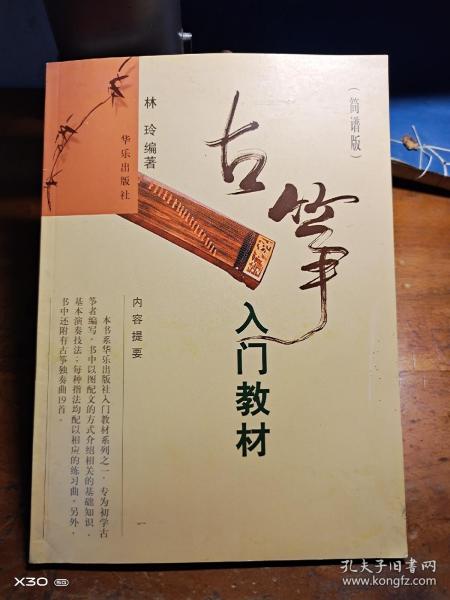 古筝
入门教材
（简谱版）
林玲编著
华乐出版社
内容提要
本书系华乐出版社入门教材系列之一，专为初学古
筝者编写。书中以图配文的方式介绍相关的基础知识、
基本演奏技法；每种指法均配以相应的练习曲。另外，
书中还附有古筝独奏曲19首。
X30 5G
孔夫子旧书网
www.kongfz.com